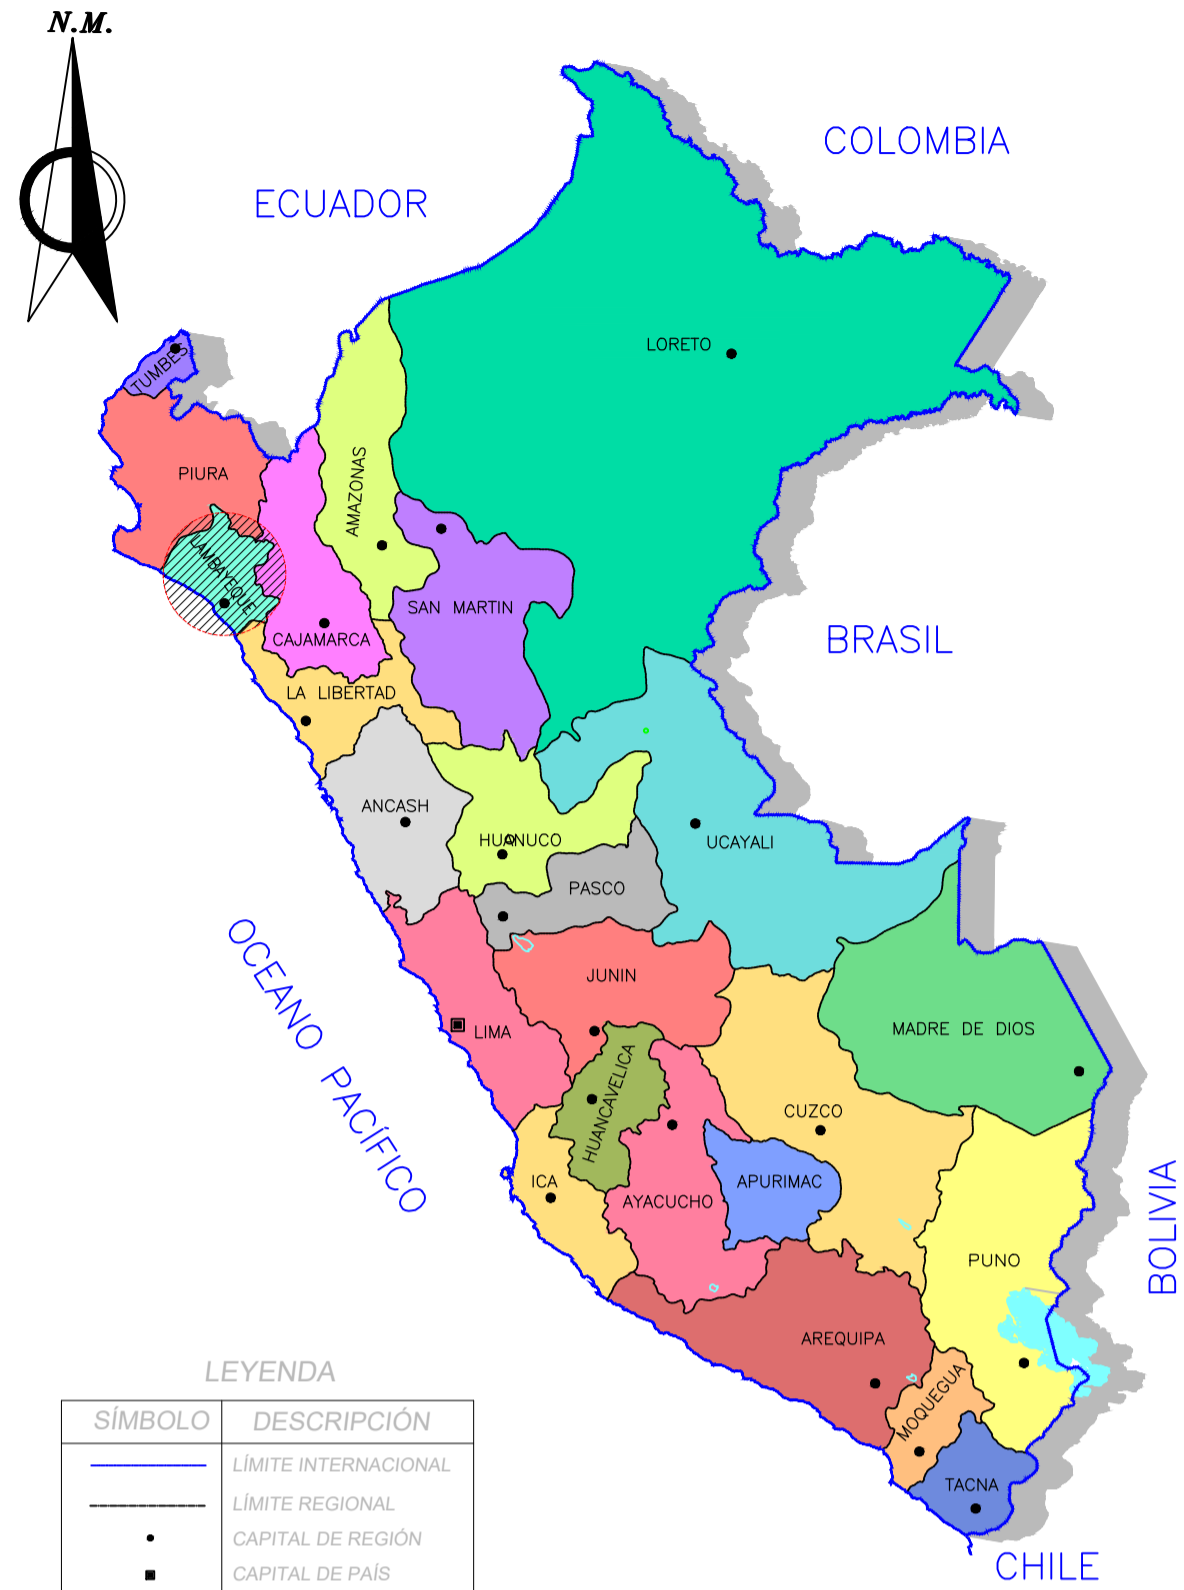 N.M.
COLOMBIA
ECUADOR
LORETO
TUMBES
PIURA
AMAZONAS
LAMBAYEQUE
SAN MARTIN
CAJAMARCA
BRASIL
LA LIBERTAD
ANCASH
HUANUCO
UCAYALI
PASCO
OCEANO PACÍFICO
JUNIN
LIMA
MADRE DE DIOS
HUANCAVELICA
CUZCO
ICA
AYACUCHO
APURIMAC
BOLIVIA
PUNO
AREQUIPA
MOQUEGUA
TACNA
CHILE
LEYENDA
SÍMBOLO DESCRIPCIÓN
LÍMITE INTERNACIONAL
LÍMITE REGIONAL
CAPITAL DE REGIÓN
CAPITAL DE PAÍS